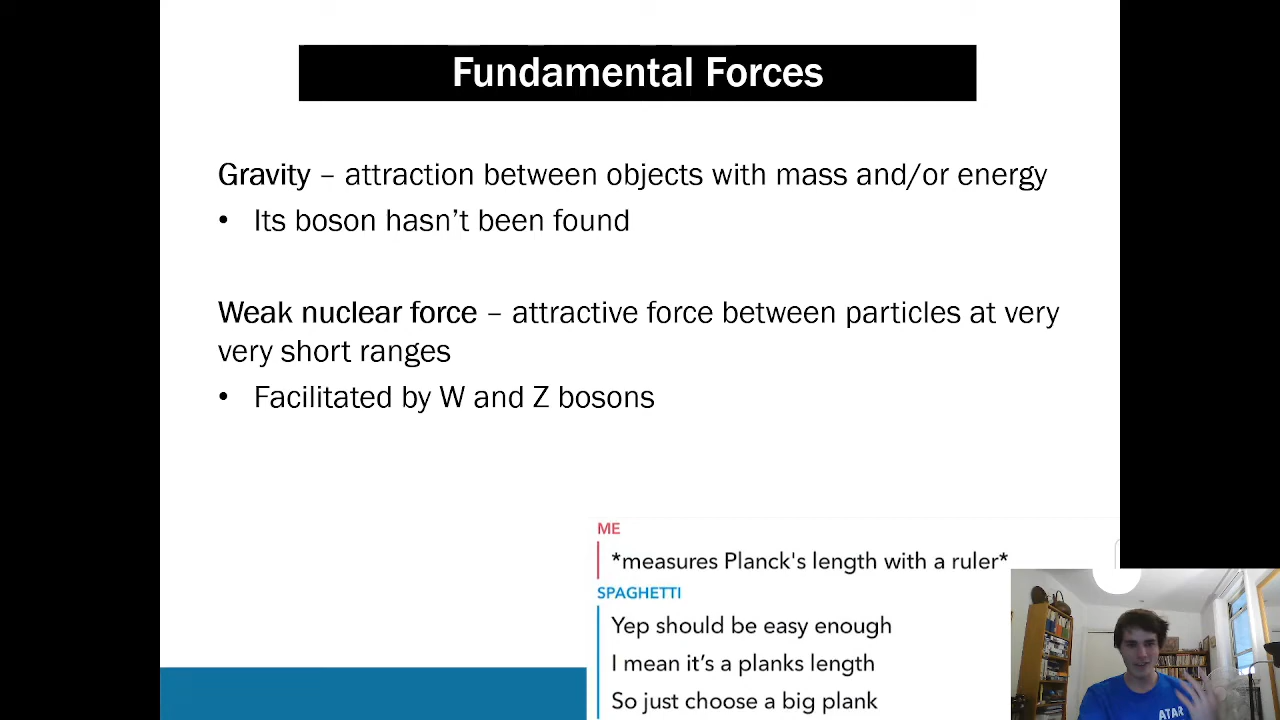 Fundamental Forces
Gravity – attraction between objects with mass and/or energy
• Its boson hasn't been found
Weak nuclear force – attractive force between particles at very
very short ranges
• Facilitated by W and Z bosons
ME
*measures Planck's length with a ruler*
SPAGHETTI
Yep should be easy enough
I mean it's a planks length
So just choose a big plank
ATAR